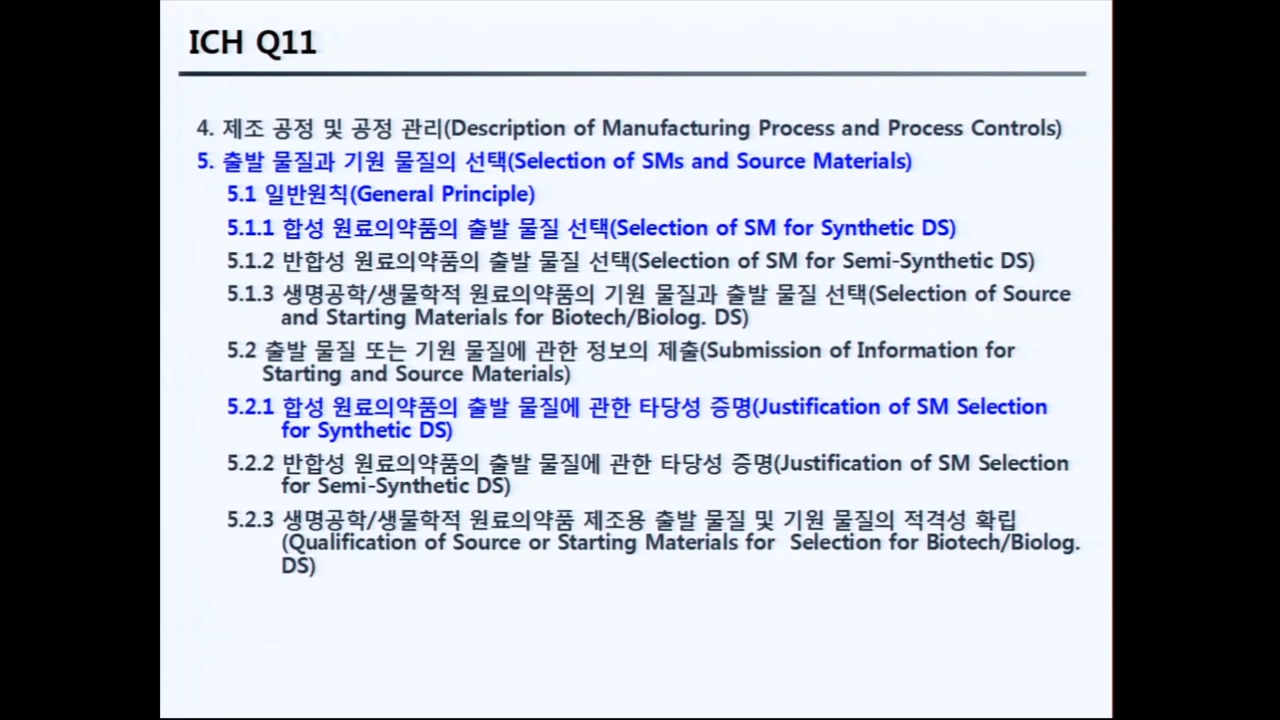 ICH Q11
4. 제조 공정 및 공정 관리(Description of Manufacturing Process and Process Controls)
5. 출발 물질과 기원 물질의 선택(Selection of SMs and Source Materials)
5.1 일반원칙(General Principle)
5.1.1 합성 원료의약품의 출발 물질 선택(Selection of SM for Synthetic DS)
5.1.2 반합성 원료의약품의 출발 물질 선택(Selection of SM for Semi-Synthetic DS)
5.1.3 생명공학/생물학적 원료의약품의 기원 물질과 출발 물질 선택(Selection of Source
and Starting Materials for Biotech/Biolog. DS)
5.2 출발 물질 또는 기원 물질에 관한 정보의 제출(Submission of Information for
Starting and Source Materials)
5.2.1 합성 원료의약품의 출발 물질에 관한 타당성 증명(Justification of SM Selection
for Synthetic DS)
5.2.2 반합성 원료의약품의 출발 물질에 관한 타당성 증명(Justification of SM Selection
for Semi-Synthetic DS)
5.2.3 생명공학/생물학적 원료의약품 제조용 출발 물질 및 기원 물질의 적격성 확립
(Qualification of Source or Starting Materials for Selection for Biotech/Biolog.
DS)